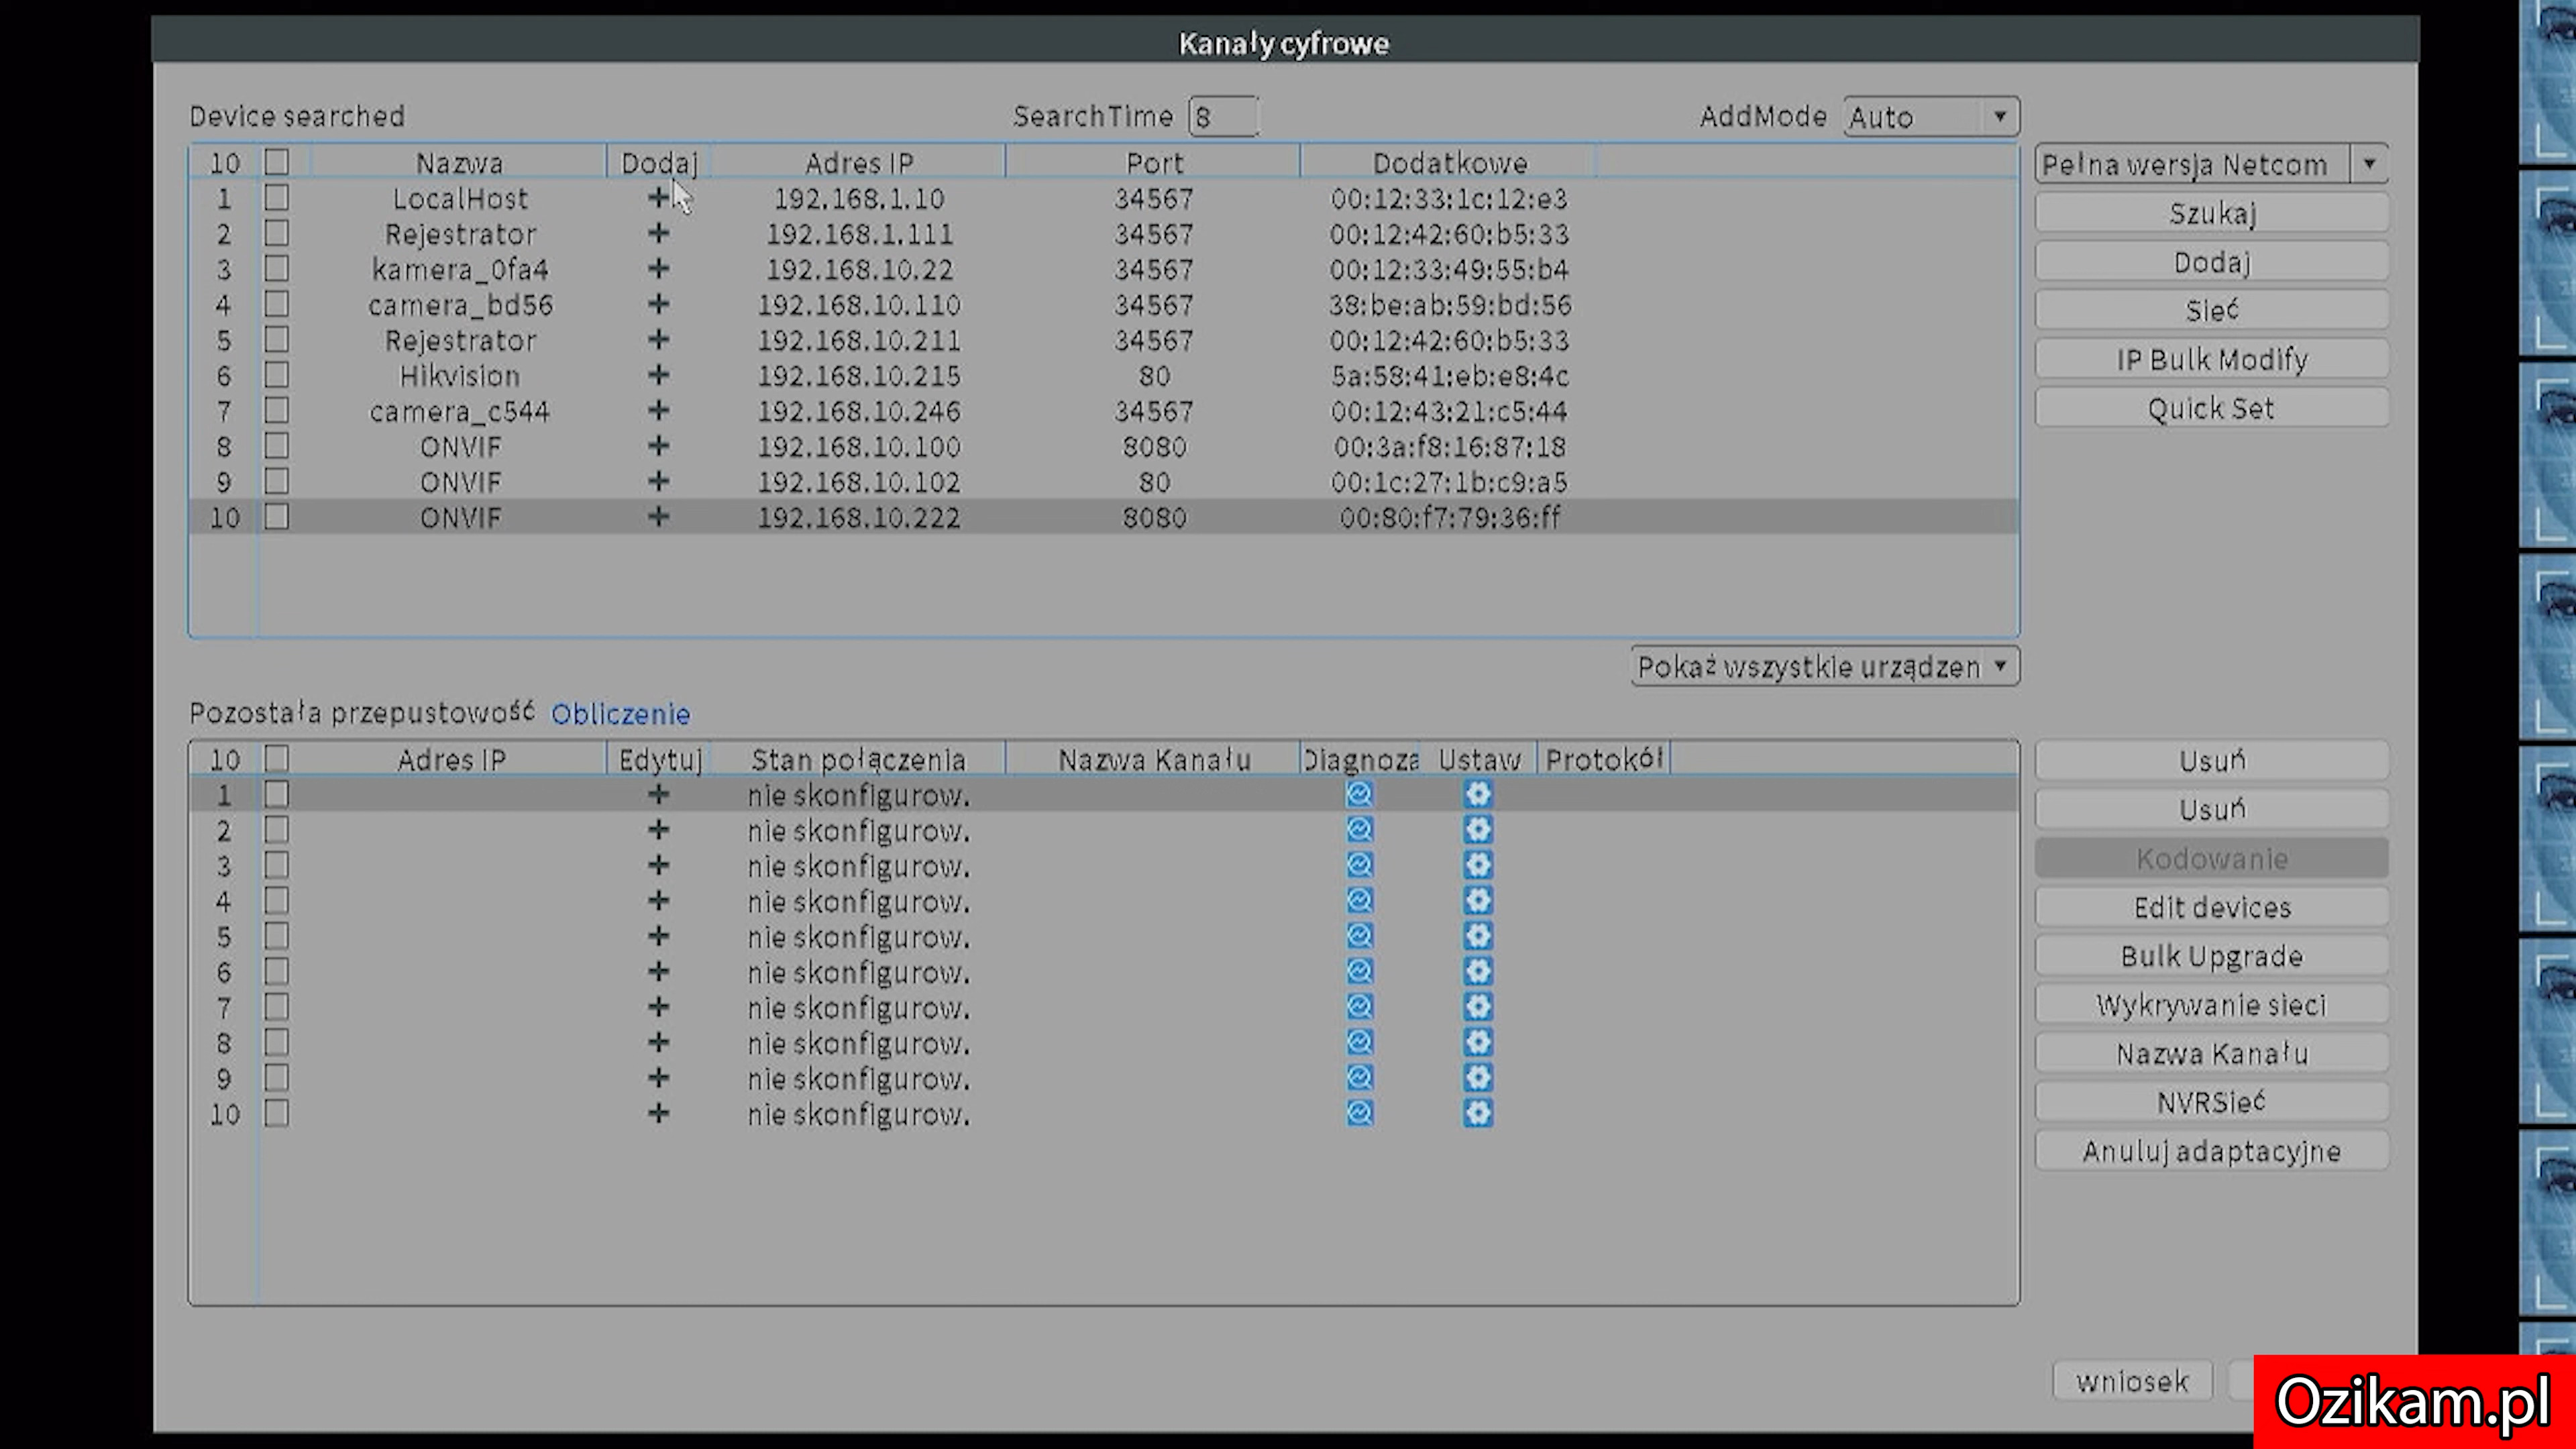 Kanały cyfrowe
Device searched SearchTime 8 AddMode Auto
10 Nazwa Dodaj Adres IP Port Dodatkowe
1 LocalHost + 192.168.1.10 34567 00:12:33:1c:12:e3
2 Rejestrator + 192.168.1.111 34567 00:12:42:60:b5:33
3 kamera_0fa4 + 192.168.10.22 34567 00:12:33:49:55:b4
4 camera_bd56 + 192.168.10.110 34567 38:be:ab:59:bd:56
5 Rejestrator + 192.168.10.211 34567 00:12:42:60:b5:33
6 Hikvision + 192.168.10.215 80 5a:58:41:eb:e8:4c
7 camera_c544 + 192.168.10.246 34567 00:12:43:21:c5:44
8 ONVIF + 192.168.10.100 8080 00:3a:f8:16:87:18
9 ONVIF + 192.168.10.102 80 00:1c:27:1b:c9:a5
10 ONVIF + 192.168.10.222 8080 00:80:f7:79:36:ff
Pełna wersja Netcom
Szukaj
Dodaj
Sieć
IP Bulk Modify
Quick Set
Pokaż wszystkie urządzen
Pozostała przepustowość Obliczenie
10 Adres IP Edytuj Stan połączenia Nazwa Kanału Diagnoza Ustaw Protokół
1 + nie skonfigurow.
2 + nie skonfigurow.
3 + nie skonfigurow.
4 + nie skonfigurow.
5 + nie skonfigurow.
6 + nie skonfigurow.
7 + nie skonfigurow.
8 + nie skonfigurow.
9 + nie skonfigurow.
10 + nie skonfigurow.
Usuń
Usuń
Kodowanie
Edit devices
Bulk Upgrade
Wykrywanie sieci
Nazwa Kanału
NVRSieć
Anuluj adaptacyjne
wniosek
Ozikam.pl